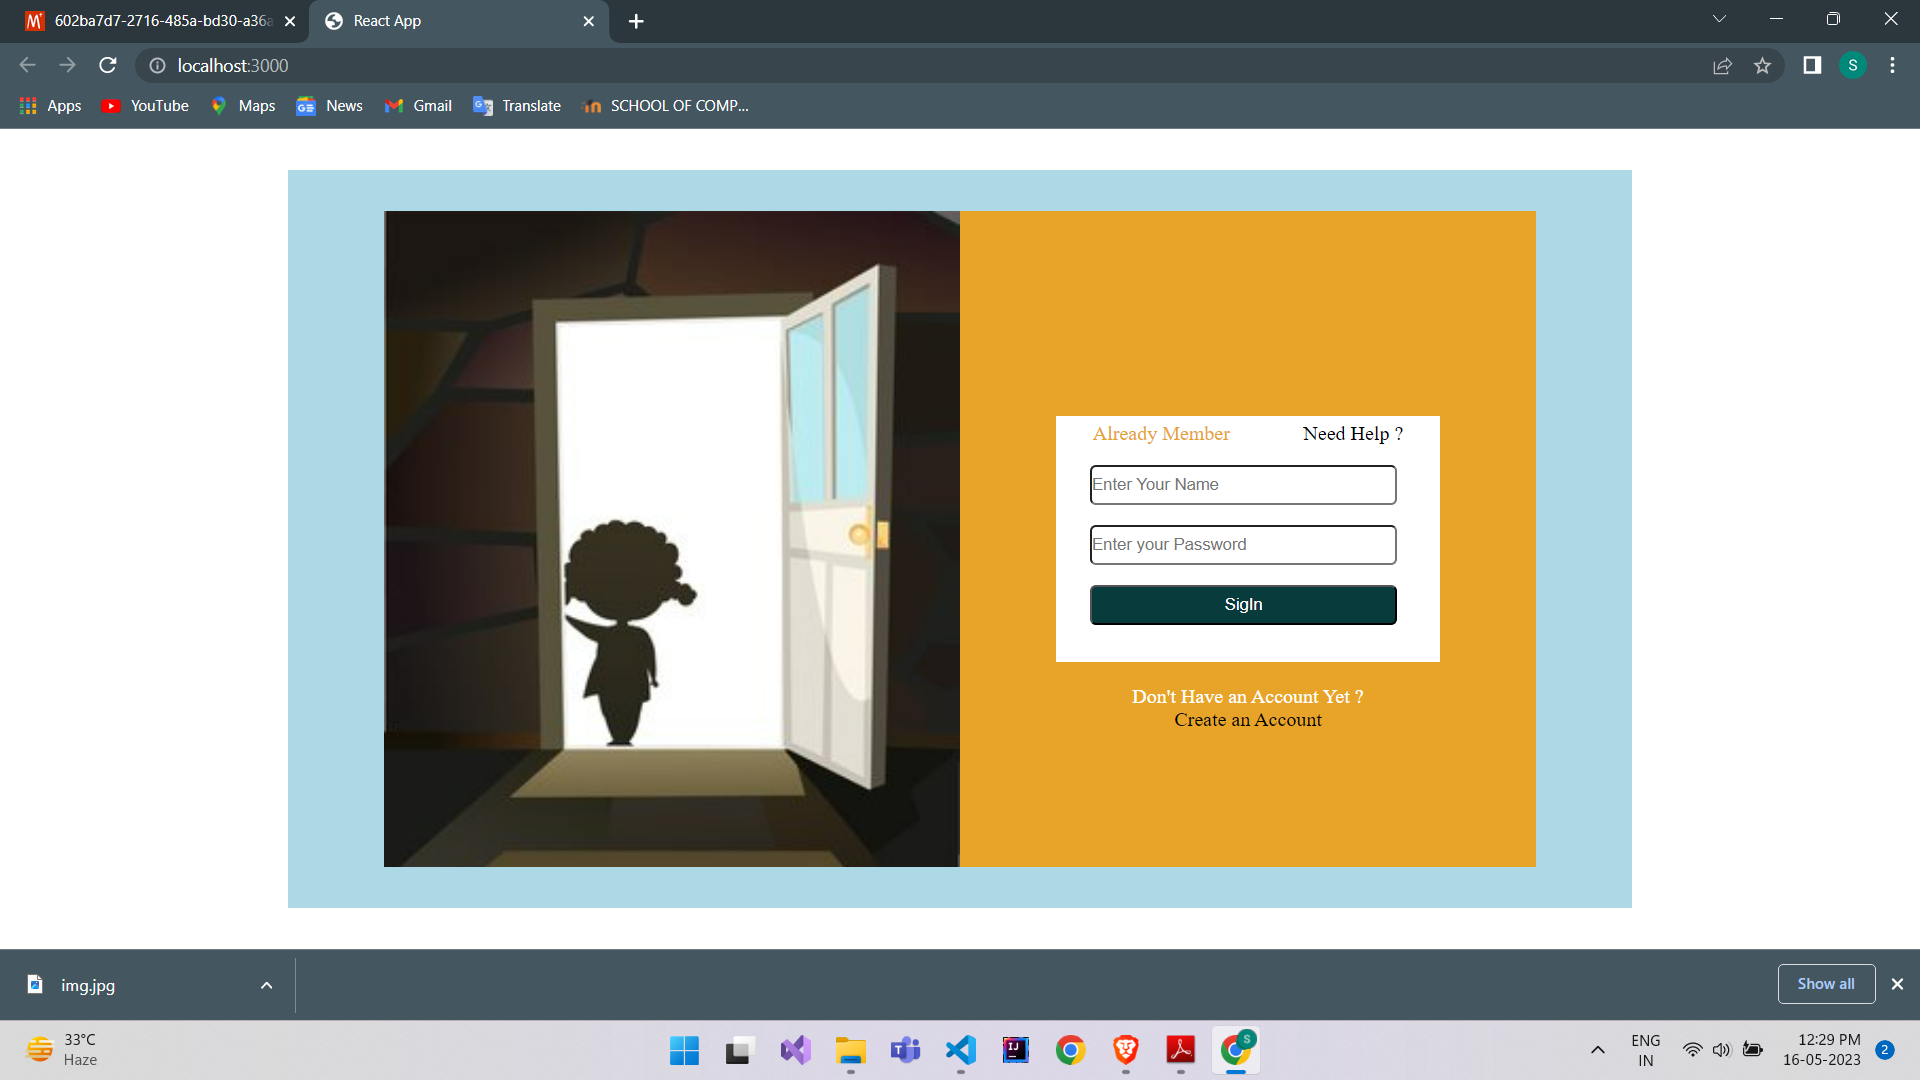 602ba7d7-2716-485a-bd30-a36a
React App
localhost:3000
Apps YouTube Maps News Gmail Translate SCHOOL OF COMP...
Already Member Need Help ?
Enter Your Name
Enter your Password
SigIn
Don't Have an Account Yet ?
Create an Account
img.jpg
Show all
33°C
Haze
ENG
IN
12:29 PM
16-05-2023
2
S
S
IJ